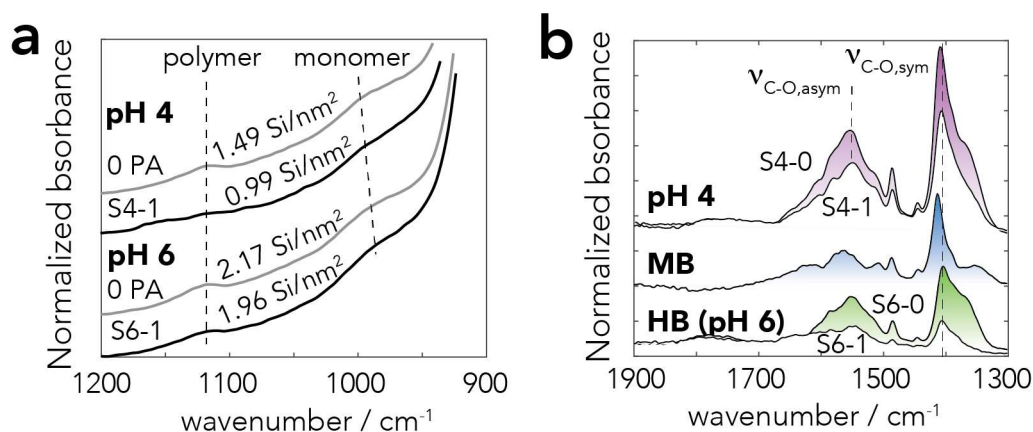 a
Normalized bsorbance
polymer
monomer
pH 4
0 PA
1.49 Si/nm2
S4-1
0.99 Si/nm2
pH 6
0 PA
2.17 Si/nm2
S6-1
1.96 Si/nm2
1200 1100 1000 900
wavenumber / cm-1
b
Normalized bsorbance
ν C-O,asym
ν C-O,sym
S4-0
S4-1
pH 4
MB
S6-0
HB (pH 6)
S6-1
1900 1700 1500 1300
wavenumber / cm-1